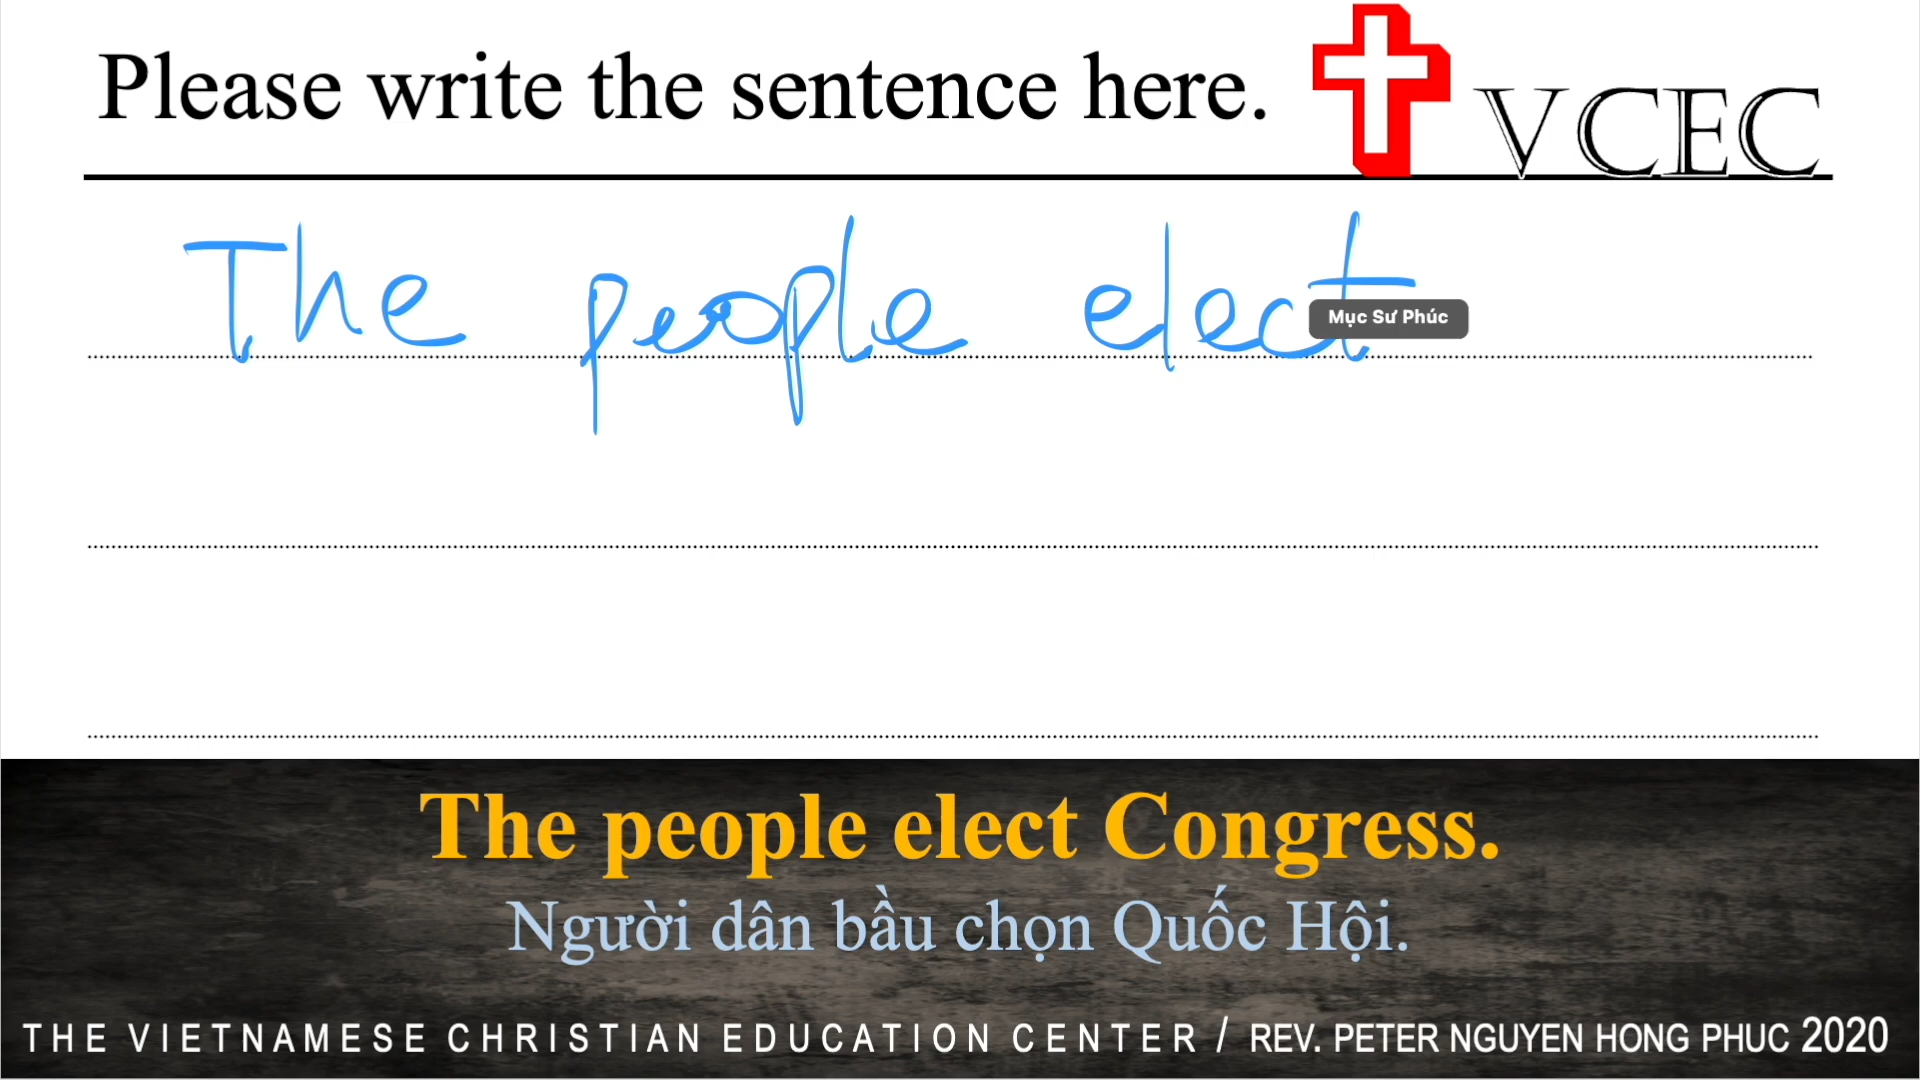 Please write the sentence here.
VCEC
The people elect
Mục Sư Phúc
The people elect Congress.
Người dân bầu chọn Quốc Hội.
THE VIETNAMESE CHRISTIAN EDUCATION CENTER / REV. PETER NGUYEN HONG PHUC 2020